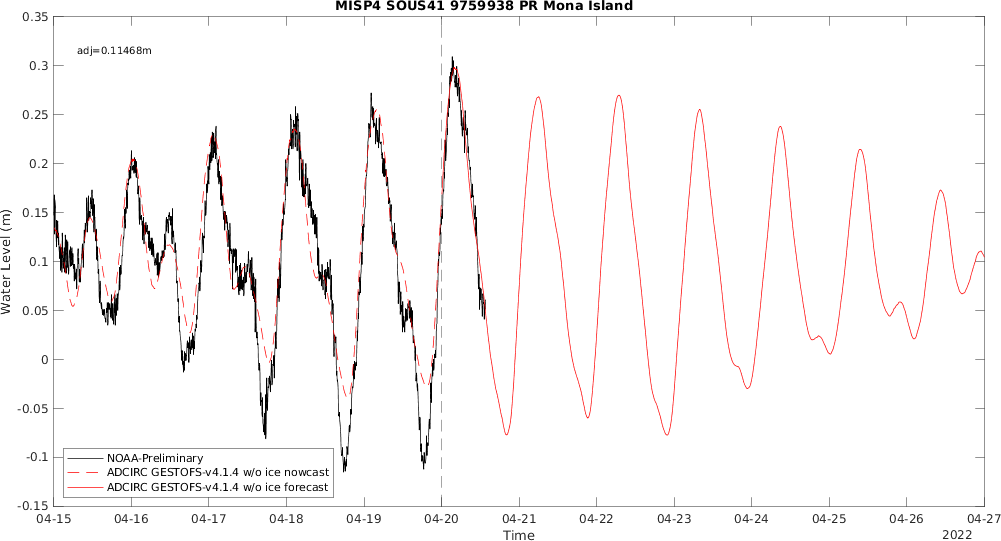 MISP4 SOUS41 9759938 PR Mona Island
0.35
adj=0.11468m
0.3
0.25
0.2
0.15
0.1
0.05
0
-0.05
-0.1
-0.15
Water Level (m)
NOAA-Preliminary
ADCIRC GESTOFS-v4.1.4 w/o ice nowcast
ADCIRC GESTOFS-v4.1.4 w/o ice forecast
04-15 04-16 04-17 04-18 04-19 04-20 04-21 04-22 04-23 04-24 04-25 04-26 04-27
Time
2022